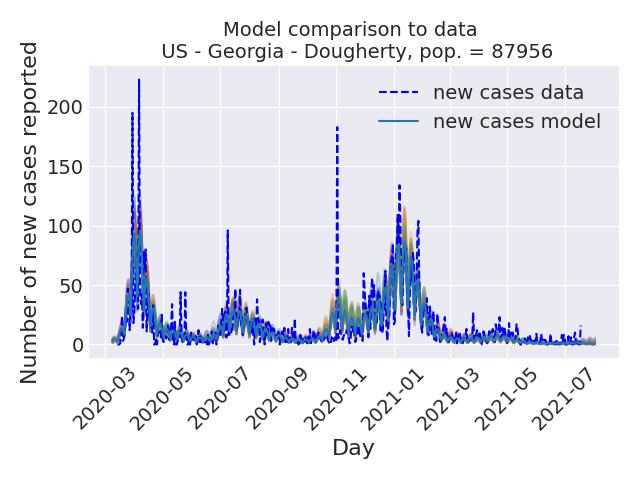 Model comparison to data
US - Georgia - Dougherty, pop. = 87956
Number of new cases reported
200
150
100
50
0
new cases data
new cases model
2020-03
2020-05
2020-07
2020-09
2020-11
2021-01
2021-03
2021-05
2021-07
Day